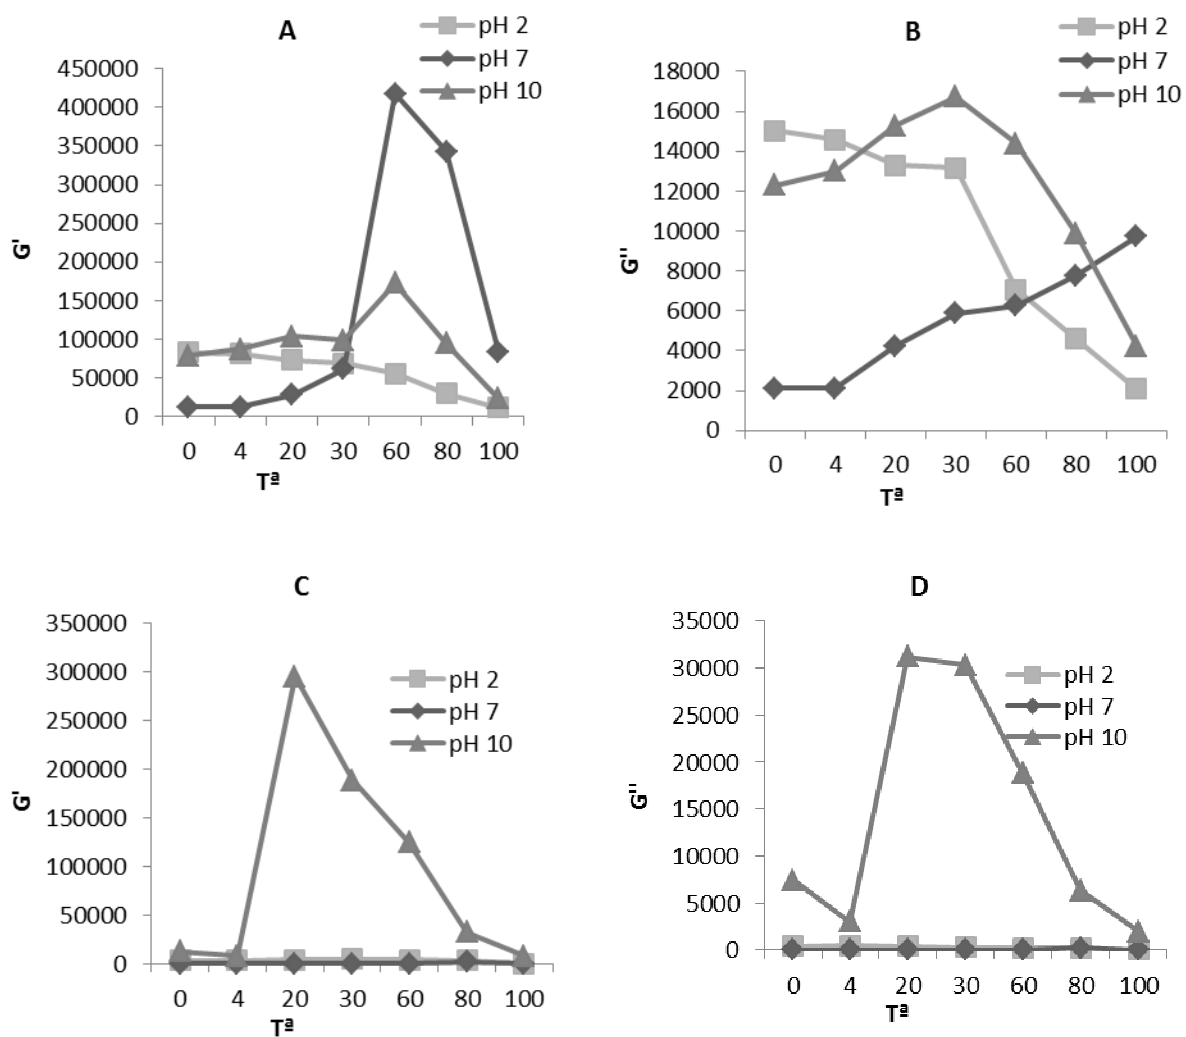 A
pH 2
pH 7
pH 10
450000
400000
350000
300000
250000
200000
150000
100000
50000
0
G'
0 4 20 30 60 80 100
Tª
B
pH 2
pH 7
pH 10
18000
16000
14000
12000
10000
8000
6000
4000
2000
0
G''
0 4 20 30 60 80 100
Tª
C
350000
300000
250000
200000
150000
100000
50000
0
pH 2
pH 7
pH 10
G'
0 4 20 30 60 80 100
Tª
D
35000
30000
25000
20000
15000
10000
5000
0
pH 2
pH 7
pH 10
G''
0 4 20 30 60 80 100
Tª